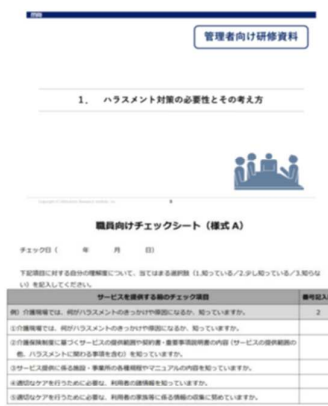 管理者向け研修資料
1. ハラスメント対策の必要性とその考え方
職員向けチェックシート（様式 A）
チェック日（　　年　　月　　日）
下記項目に対する自分の理解度について、当てはまる選択肢（1.知っている／2.少し知っている／3.知らな
い）を記入してください。
サービスを提供する前のチェック項目　番号記入
例）介護現場では、何がハラスメントのきっかけや原因になるか、知っていますか。　2
①介護現場では、何がハラスメントのきっかけや原因になるか、知っていますか。
②介護保険制度に基づくサービスの提供範囲や契約書・重要事項説明書の内容（サービスの提供範囲の
他、ハラスメントに関わる事項を含む）を知っていますか。
③サービス提供に係る施設・事業所の各種規程やマニュアルの内容を知っていますか。
④適切なケアを行うために必要な、利用者の諸情報を知っていますか。
⑤適切なケアを行うために必要な、利用者の家族等に係る情報の収集に努めていますか。